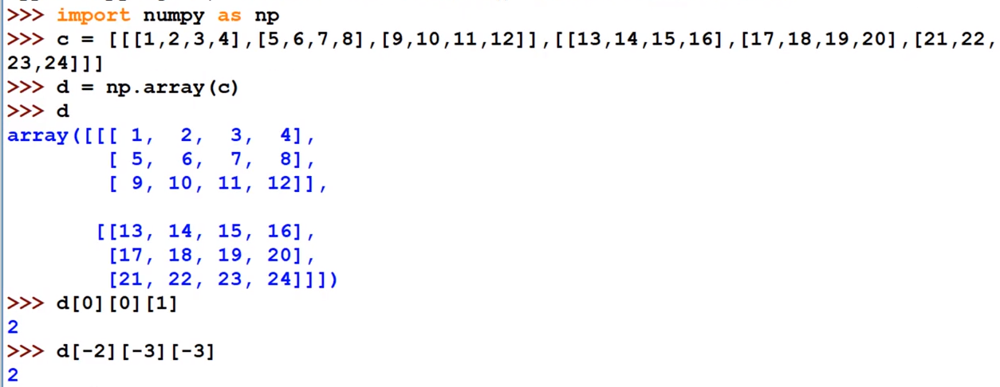 >>> import numpy as np
>>> c = [[[1,2,3,4],[5,6,7,8],[9,10,11,12]],[[13,14,15,16],[17,18,19,20],[21,22,
23,24]]]
>>> d = np.array(c)
>>> d
array([[[ 1,  2,  3,  4],
        [ 5,  6,  7,  8],
        [ 9, 10, 11, 12]],
       [[13, 14, 15, 16],
        [17, 18, 19, 20],
        [21, 22, 23, 24]]])
>>> d[0][0][1]
2
>>> d[-2][-3][-3]
2